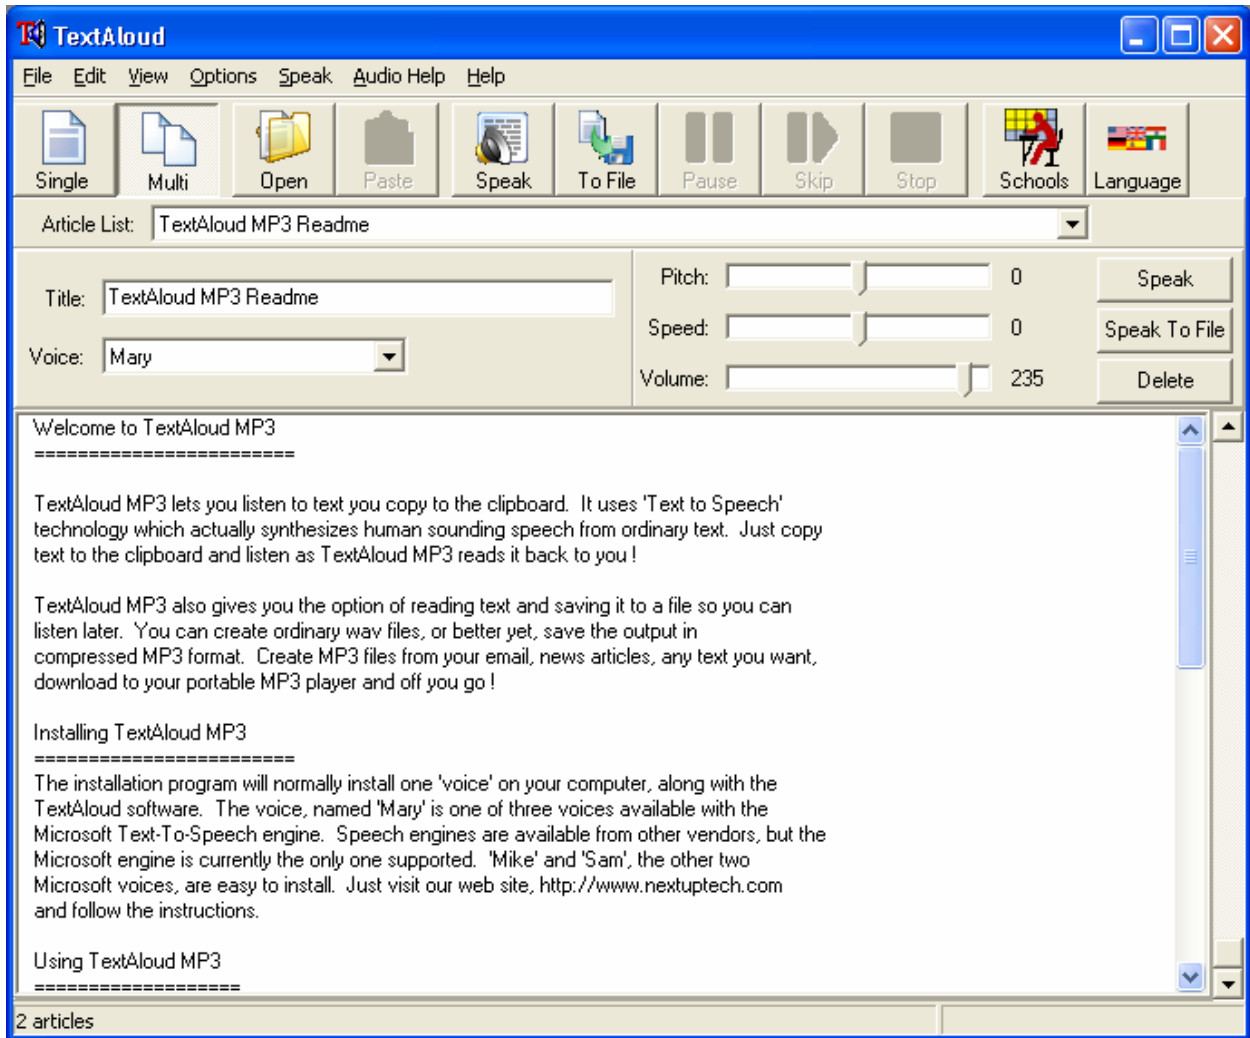 TextAloud
File Edit View Options Speak Audio Help Help
Single Multi Open Paste Speak To File Pause Skip Stop Schools Language
Article List: TextAloud MP3 Readme
Title: TextAloud MP3 Readme
Voice: Mary
Pitch: 0 Speak
Speed: 0 Speak To File
Volume: 235 Delete
Welcome to TextAloud MP3
========================
TextAloud MP3 lets you listen to text you copy to the clipboard.  It uses 'Text to Speech'
technology which actually synthesizes human sounding speech from ordinary text.  Just copy
text to the clipboard and listen as TextAloud MP3 reads it back to you !
TextAloud MP3 also gives you the option of reading text and saving it to a file so you can
listen later.  You can create ordinary wav files, or better yet, save the output in
compressed MP3 format.  Create MP3 files from your email, news articles, any text you want,
download to your portable MP3 player and off you go !
Installing TextAloud MP3
========================
The installation program will normally install one 'voice' on your computer, along with the
TextAloud software.  The voice, named 'Mary' is one of three voices available with the
Microsoft Text-To-Speech engine.  Speech engines are available from other vendors, but the
Microsoft engine is currently the only one supported.  'Mike' and 'Sam', the other two
Microsoft voices, are easy to install.  Just visit our web site, http://www.nextuptech.com
and follow the instructions.
Using TextAloud MP3
===================
2 articles